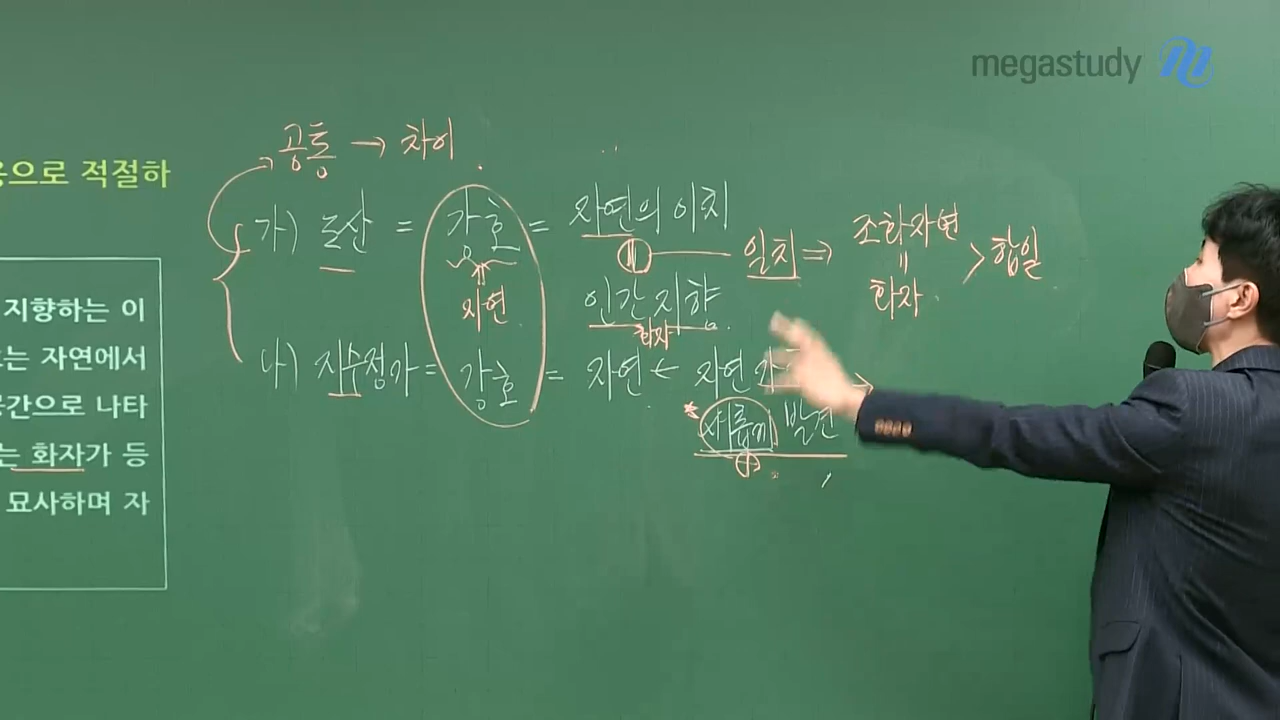 megastudy
공통 → 차이
용으로 적절하
가) 도산 = 강호 = 자연의 이치
일치 ⇒ 조화자연 = 화자 > 합일
자연
인간 지향
화자
나) 지수정가 = 강호 = 자연 ← 자연
새롭게 발견
지향하는 이
는 자연에서
공간으로 나타
는 화자가 등
묘사하며 자